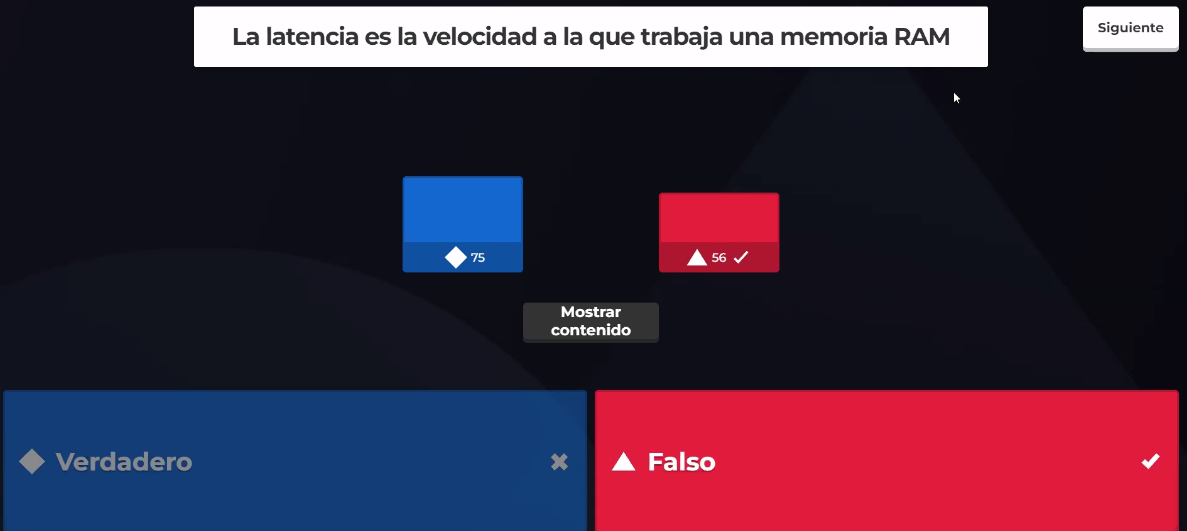 La latencia es la velocidad a la que trabaja una memoria RAM
Siguiente
75
56
Mostrar
contenido
Verdadero
Falso